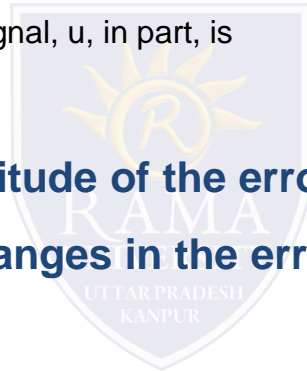 gnal, u, in part, is
itude of the erro
RAMA
anges in the err
UTTAR PRADESH
KANPUR